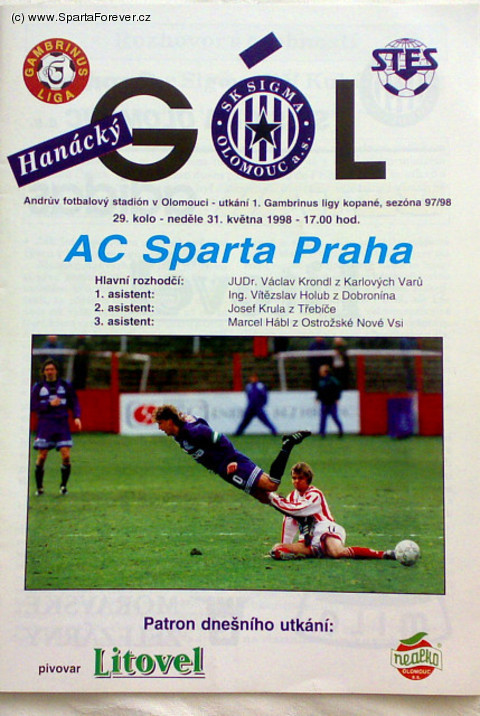 (c) www.SpartaForever.cz
GAMBRINUS
LIGA
STES
Hanácký
GÓL
SK SIGMA
OLOMOUC a.s.
Andrův fotbalový stadión v Olomouci - utkání 1. Gambrinus ligy kopané, sezóna 97/98
29. kolo - neděle 31. května 1998 - 17.00 hod.
AC Sparta Praha
Hlavní rozhodčí: JUDr. Václav Krondl z Karlových Varů
1. asistent: Ing. Vítězslav Holub z Dobronína
2. asistent: Josef Krula z Třebíče
3. asistent: Marcel Hábl z Ostrožské Nové Vsi
Patron dnešního utkání:
pivovar Litovel
nealko
OLOMOUC
a.s.